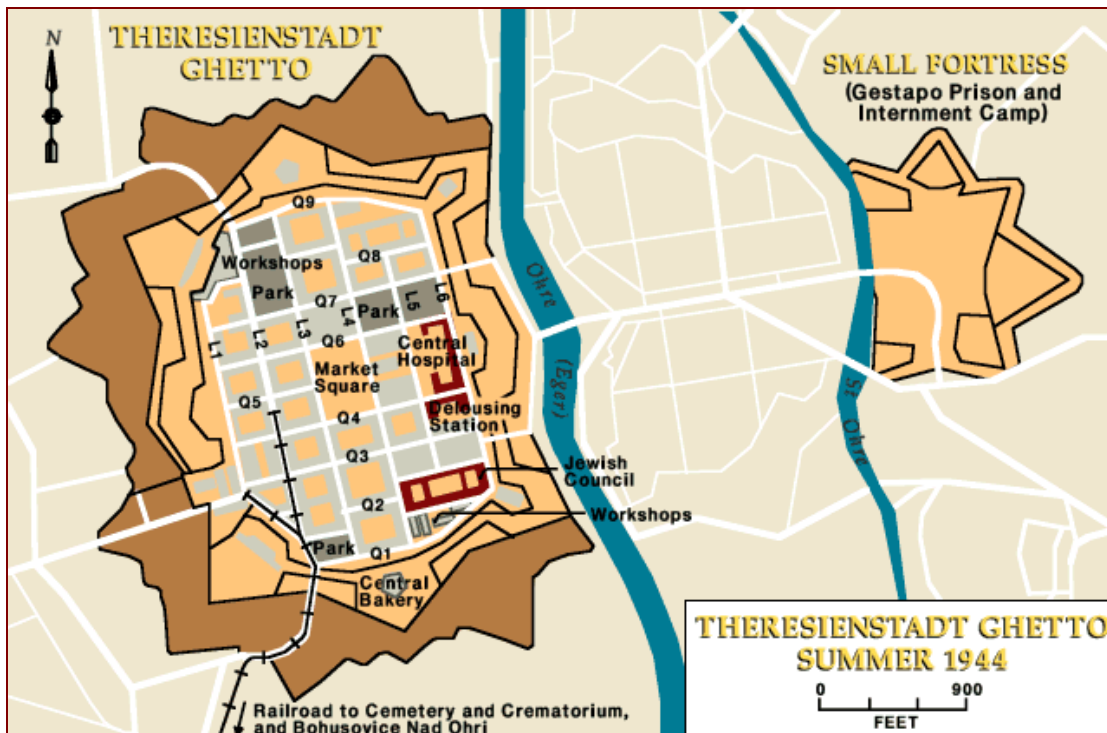 N
THERESIENSTADT
GHETTO
SMALL FORTRESS
(Gestapo Prison and
Internment Camp)
Q9
Workshops
Q8
Park
Q7
L4
Park
L5
L6
L1
L2
L3
Q6
Central
Hospital
Market
Square
Q5
Q4
Delousing
Station
Q3
Jewish
Council
Q2
Workshops
Park
Q1
Central
Bakery
Ohre
(Eger)
St Ohre
Railroad to Cemetery and Crematorium,
and Bohusovice Nad Ohri
THERESIENSTADT GHETTO
SUMMER 1944
0 900
FEET